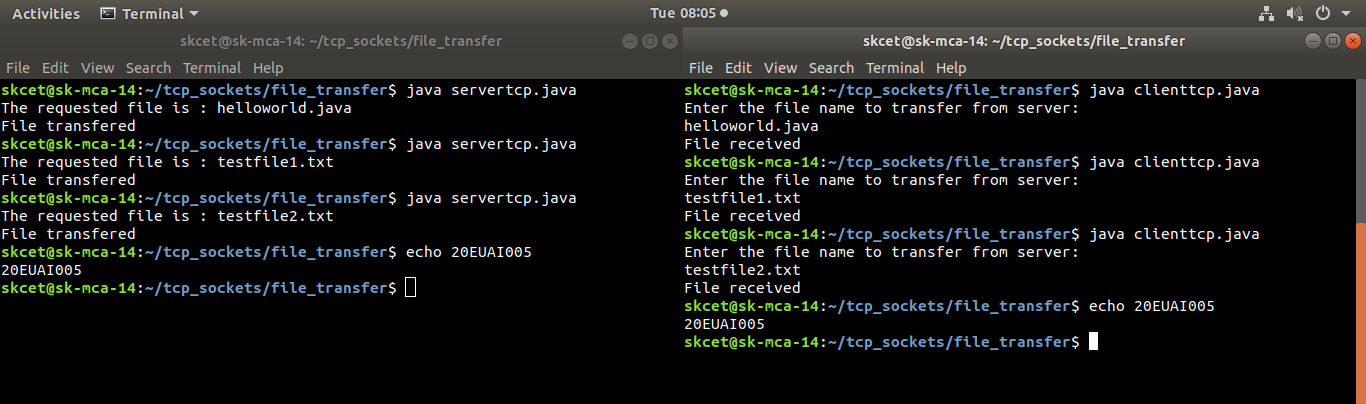 Activities Terminal Tue 08:05
skcet@sk-mca-14: ~/tcp_sockets/file_transfer
File Edit View Search Terminal Help
skcet@sk-mca-14:~/tcp_sockets/file_transfer$ java servertcp.java
The requested file is : helloworld.java
File transfered
skcet@sk-mca-14:~/tcp_sockets/file_transfer$ java servertcp.java
The requested file is : testfile1.txt
File transfered
skcet@sk-mca-14:~/tcp_sockets/file_transfer$ java servertcp.java
The requested file is : testfile2.txt
File transfered
skcet@sk-mca-14:~/tcp_sockets/file_transfer$ echo 20EUAI005
20EUAI005
skcet@sk-mca-14:~/tcp_sockets/file_transfer$
skcet@sk-mca-14: ~/tcp_sockets/file_transfer
File Edit View Search Terminal Help
skcet@sk-mca-14:~/tcp_sockets/file_transfer$ java clienttcp.java
Enter the file name to transfer from server:
helloworld.java
File received
skcet@sk-mca-14:~/tcp_sockets/file_transfer$ java clienttcp.java
Enter the file name to transfer from server:
testfile1.txt
File received
skcet@sk-mca-14:~/tcp_sockets/file_transfer$ java clienttcp.java
Enter the file name to transfer from server:
testfile2.txt
File received
skcet@sk-mca-14:~/tcp_sockets/file_transfer$ echo 20EUAI005
20EUAI005
skcet@sk-mca-14:~/tcp_sockets/file_transfer$